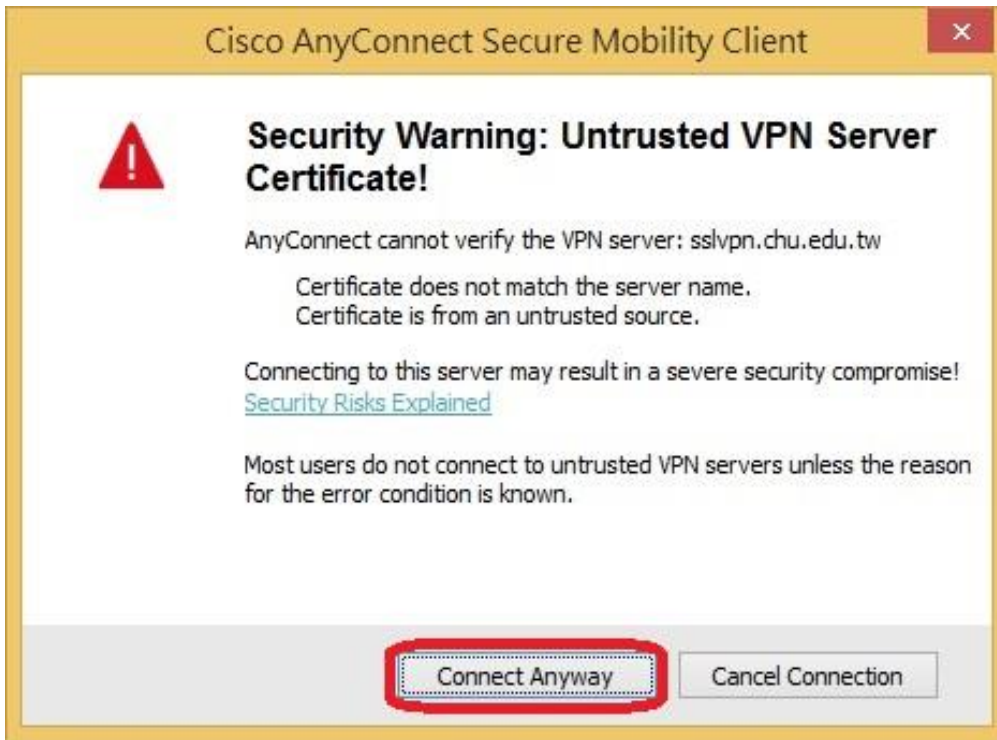 Cisco AnyConnect Secure Mobility Client
Security Warning: Untrusted VPN Server
Certificate!
AnyConnect cannot verify the VPN server: sslvpn.chu.edu.tw
Certificate does not match the server name.
Certificate is from an untrusted source.
Connecting to this server may result in a severe security compromise!
Security Risks Explained
Most users do not connect to untrusted VPN servers unless the reason
for the error condition is known.
Connect Anyway
Cancel Connection